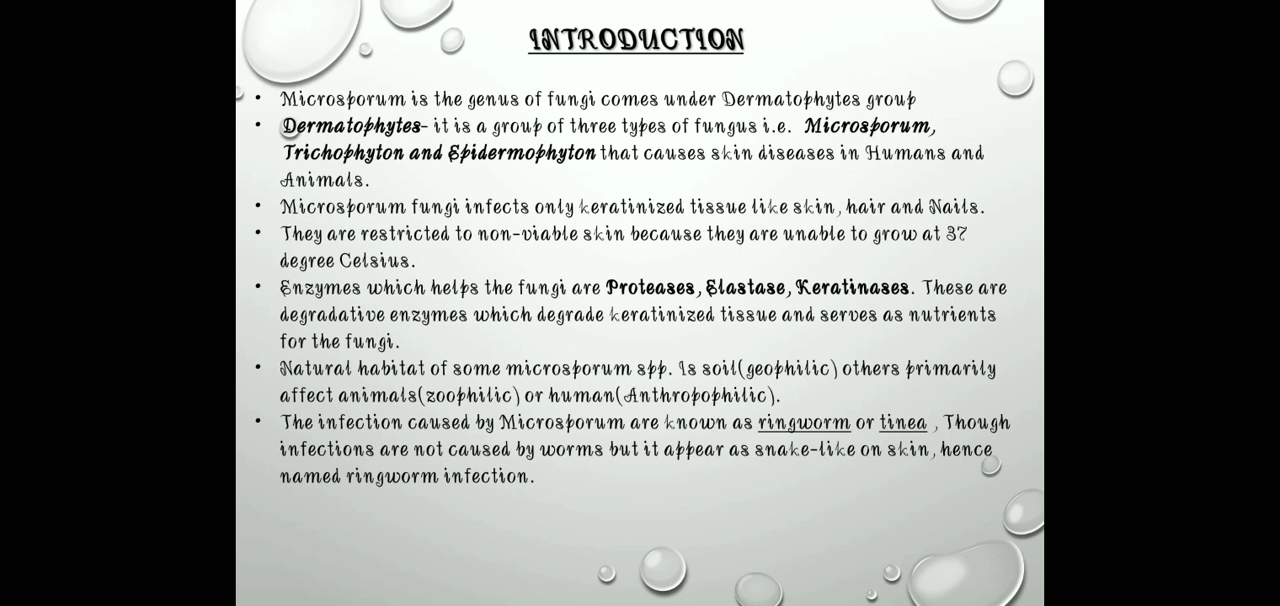 INTRODUCTION
• Microsporum is the genus of fungi comes under Dermatophytes group
• Dermatophytes- it is a group of three types of fungus i.e. Microsporum,
Trichophyton and Epidermophyton that causes skin diseases in Humans and
Animals.
• Microsporum fungi infects only keratinized tissue like skin, hair and Nails.
• They are restricted to non-viable skin because they are unable to grow at 37
degree Celsius.
• Enzymes which helps the fungi are Proteases, Elastase, Keratinases. These are
degradative enzymes which degrade keratinized tissue and serves as nutrients
for the fungi.
• Natural habitat of some microsporum spp. Is soil(geophilic) others primarily
affect animals(zoophilic) or human(Anthropophilic).
• The infection caused by Microsporum are known as ringworm or tinea , Though
infections are not caused by worms but it appear as snake-like on skin, hence
named ringworm infection.